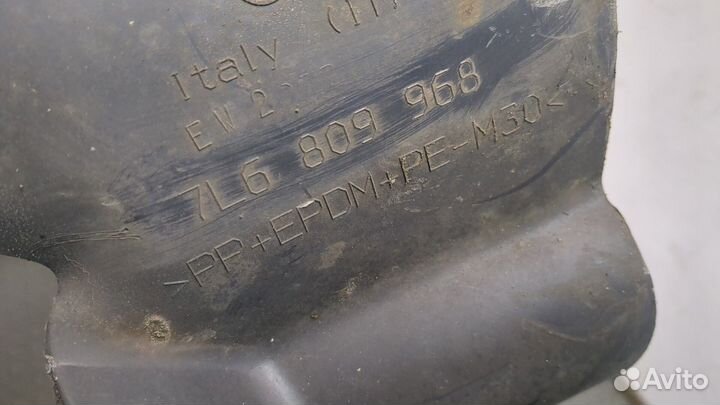 Italy
7L6 809 968
>PP+EPDM+PE-M30<
Avito